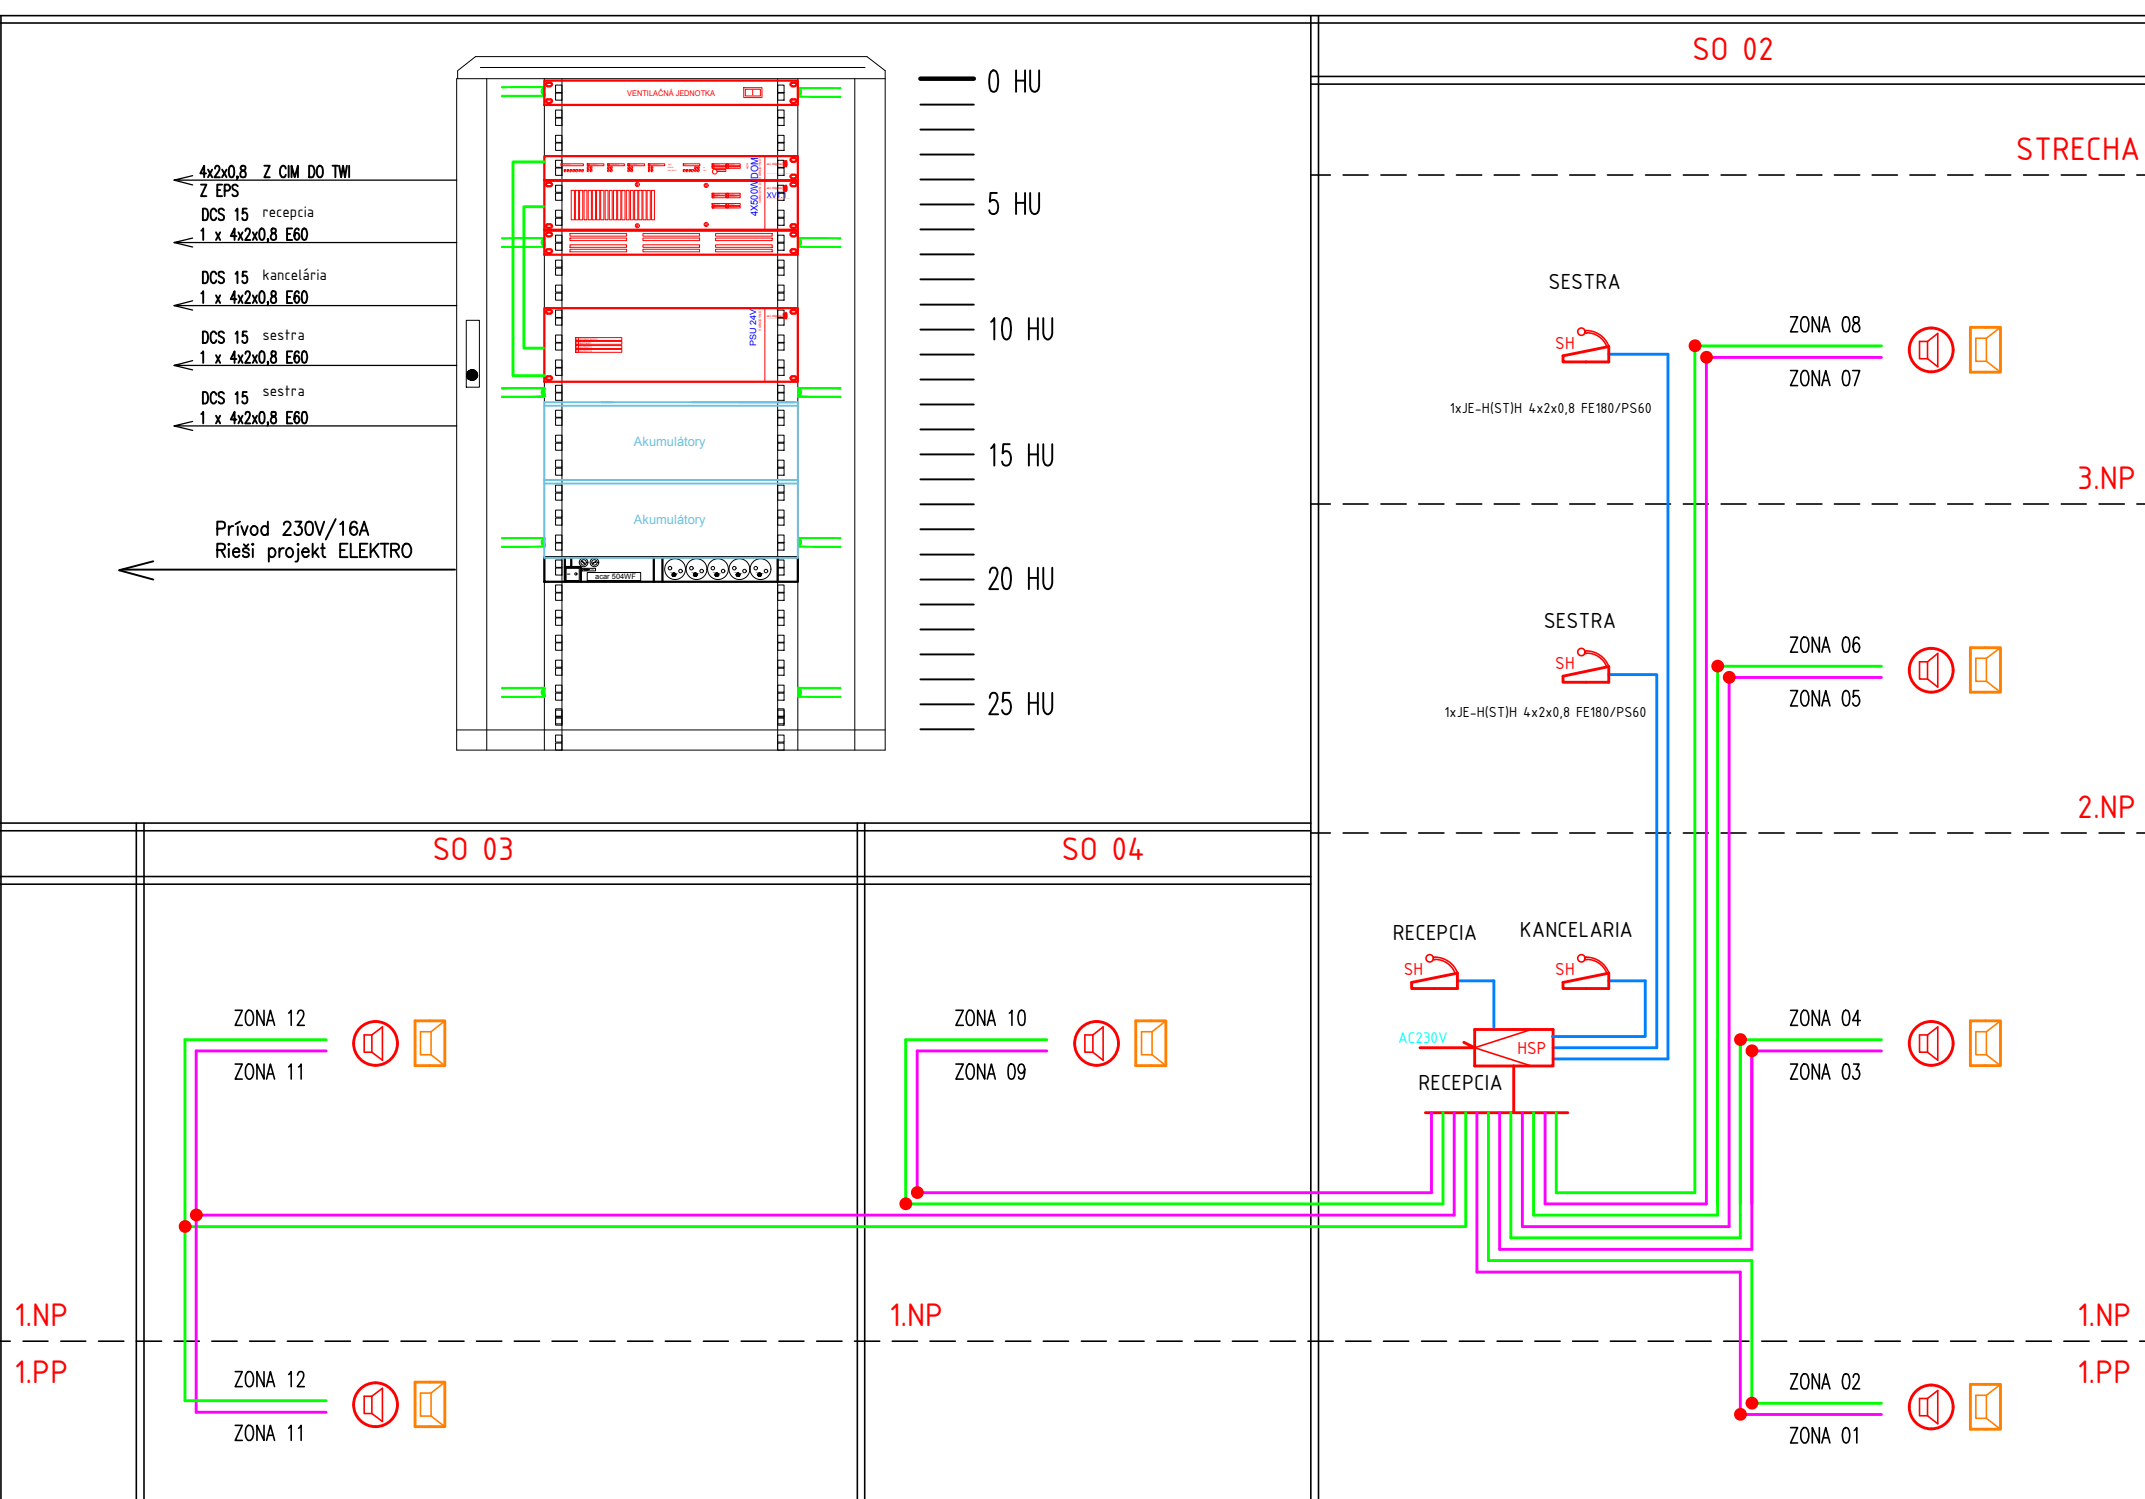 SO 02
STRECHA
VENTILAČNÁ JEDNOTKA
0 HU
4x2x0,8 Z CIM DO TWI
Z EPS
DCS 15 recepcia
1 x 4x2x0,8 E60
DCS 15 kancelária
1 x 4x2x0,8 E60
DCS 15 sestra
1 x 4x2x0,8 E60
DCS 15 sestra
1 x 4x2x0,8 E60
Prívod 230V/16A
Rieši projekt ELEKTRO
4X500W
DOM
PSU 24V
Akumulátory
Akumulátory
acar 504WF
5 HU
10 HU
15 HU
20 HU
25 HU
SESTRA
SH
1xJE-H(ST)H 4x2x0,8 FE180/PS60
ZONA 08
ZONA 07
3.NP
SESTRA
SH
1xJE-H(ST)H 4x2x0,8 FE180/PS60
ZONA 06
ZONA 05
2.NP
SO 03
SO 04
RECEPCIA
KANCELARIA
SH
SH
AC230V
HSP
RECEPCIA
ZONA 12
ZONA 11
ZONA 10
ZONA 09
ZONA 04
ZONA 03
1.NP
1.NP
1.NP
1.PP
1.PP
ZONA 12
ZONA 11
ZONA 02
ZONA 01